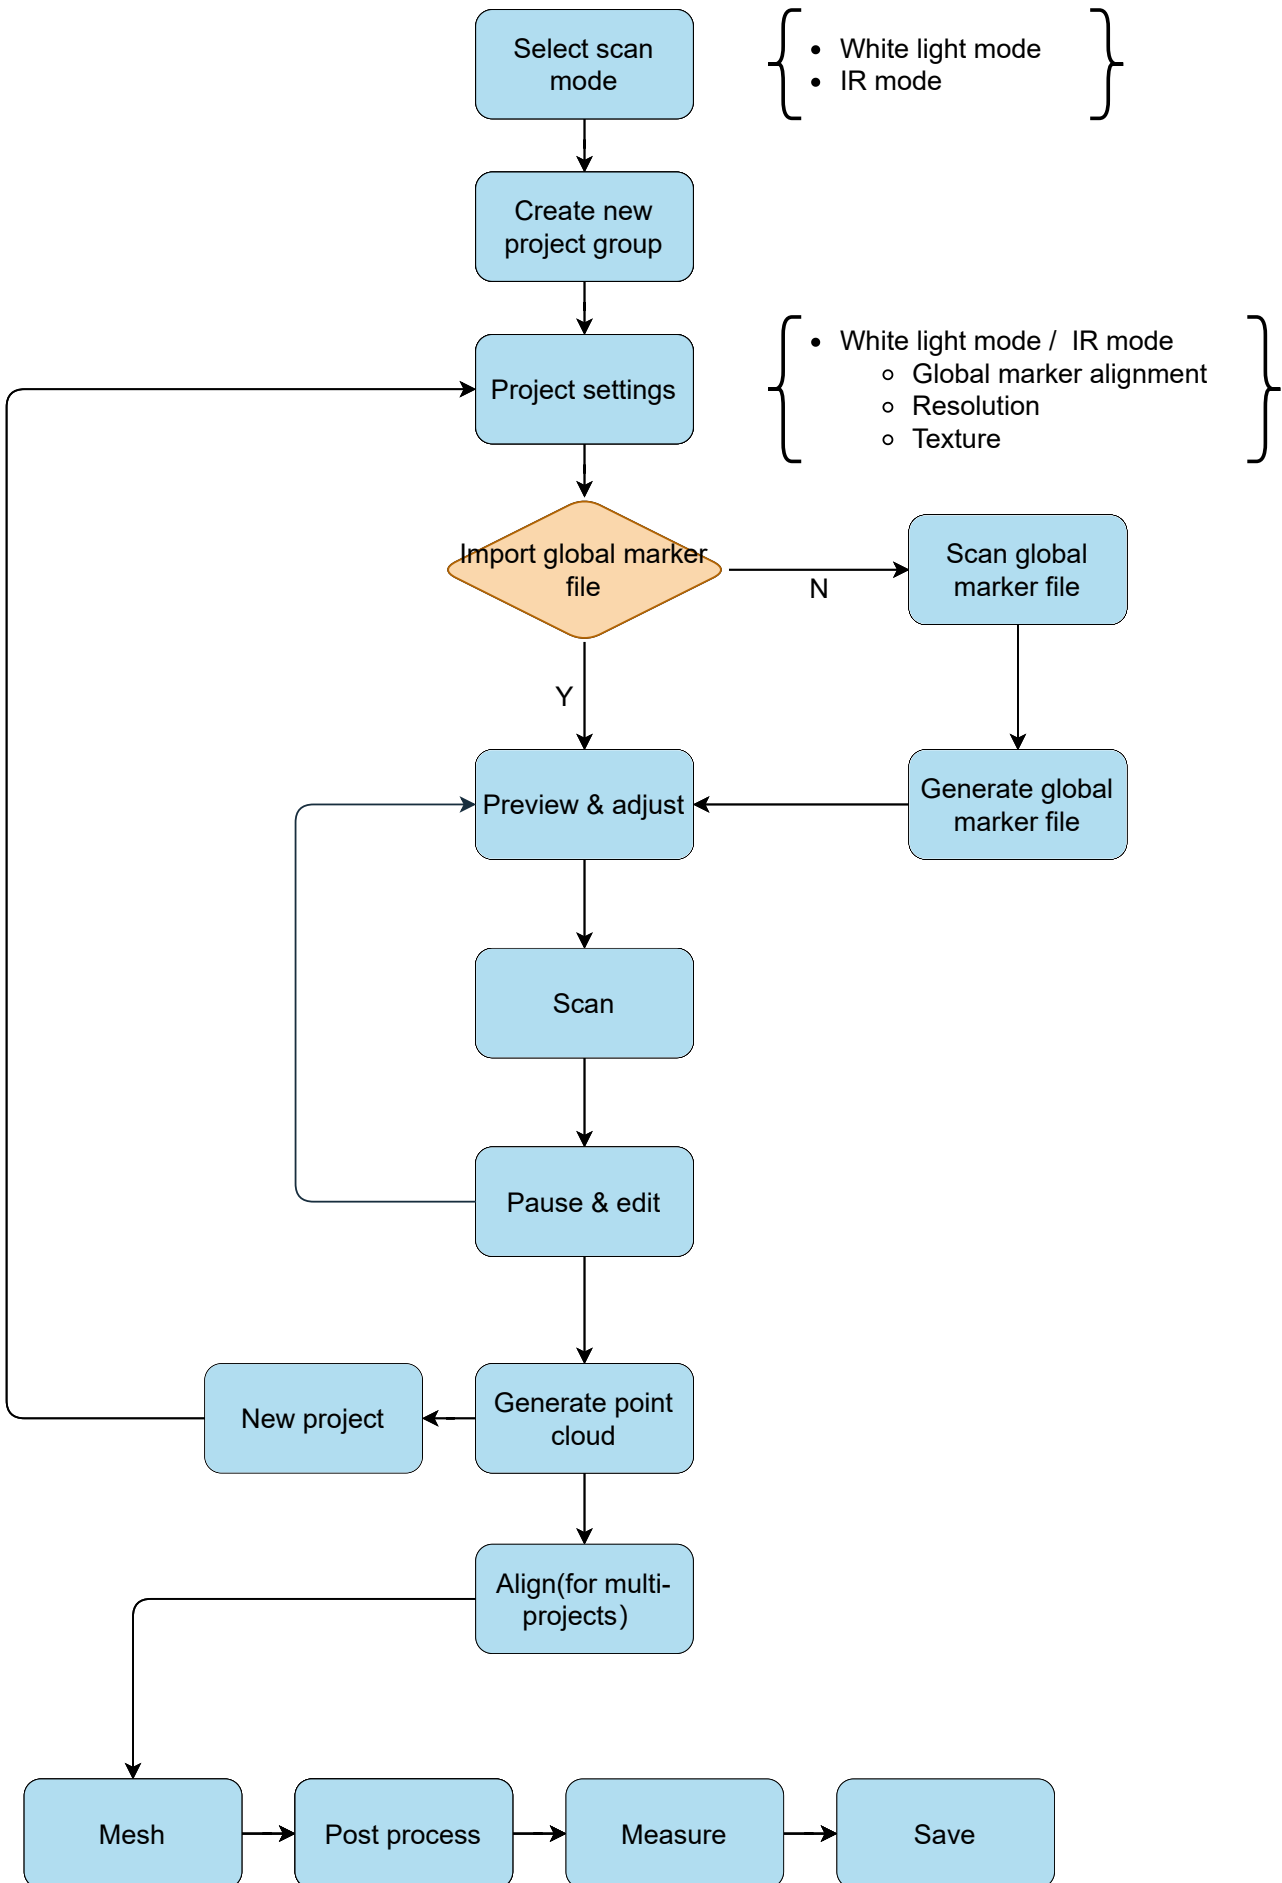 Select scan
mode
• White light mode
• IR mode
Create new
project group
Project settings
• White light mode /  IR mode
○ Global marker alignment
○ Resolution
○ Texture
Import global marker
file
N
Scan global
marker file
Y
Preview & adjust
Generate global
marker file
Scan
Pause & edit
New project
Generate point
cloud
Align(for multi-
projects)
Mesh
Post process
Measure
Save